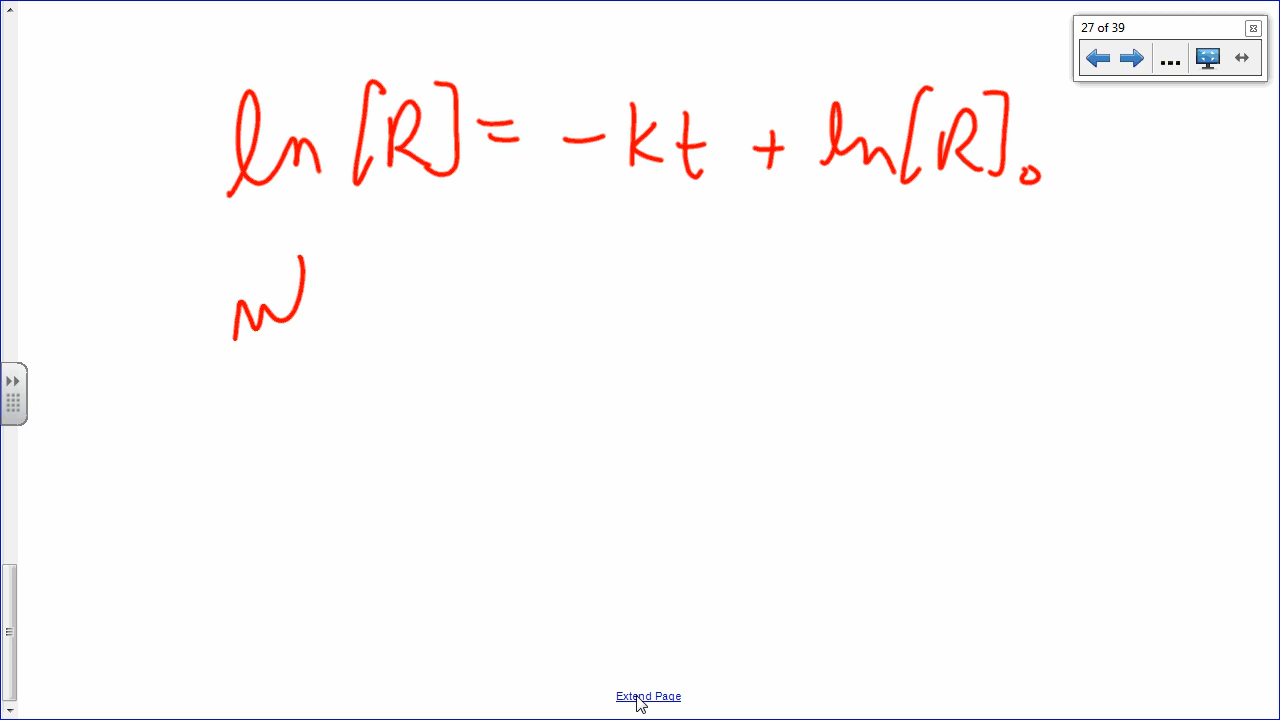 27 of 39
ln [R] = -kt + ln[R]₀
Extend Page